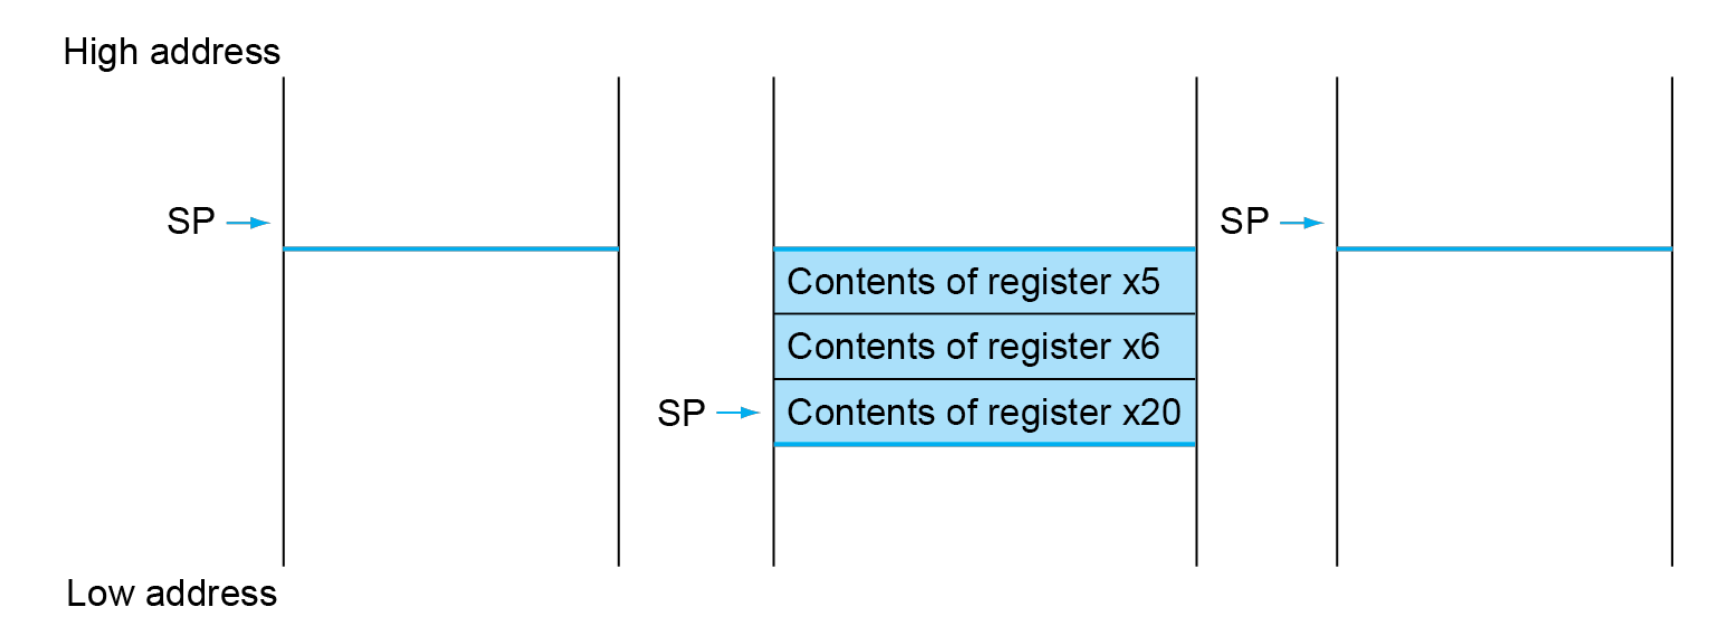 High address
SP
SP
Contents of register x5
Contents of register x6
SP
Contents of register x20
Low address